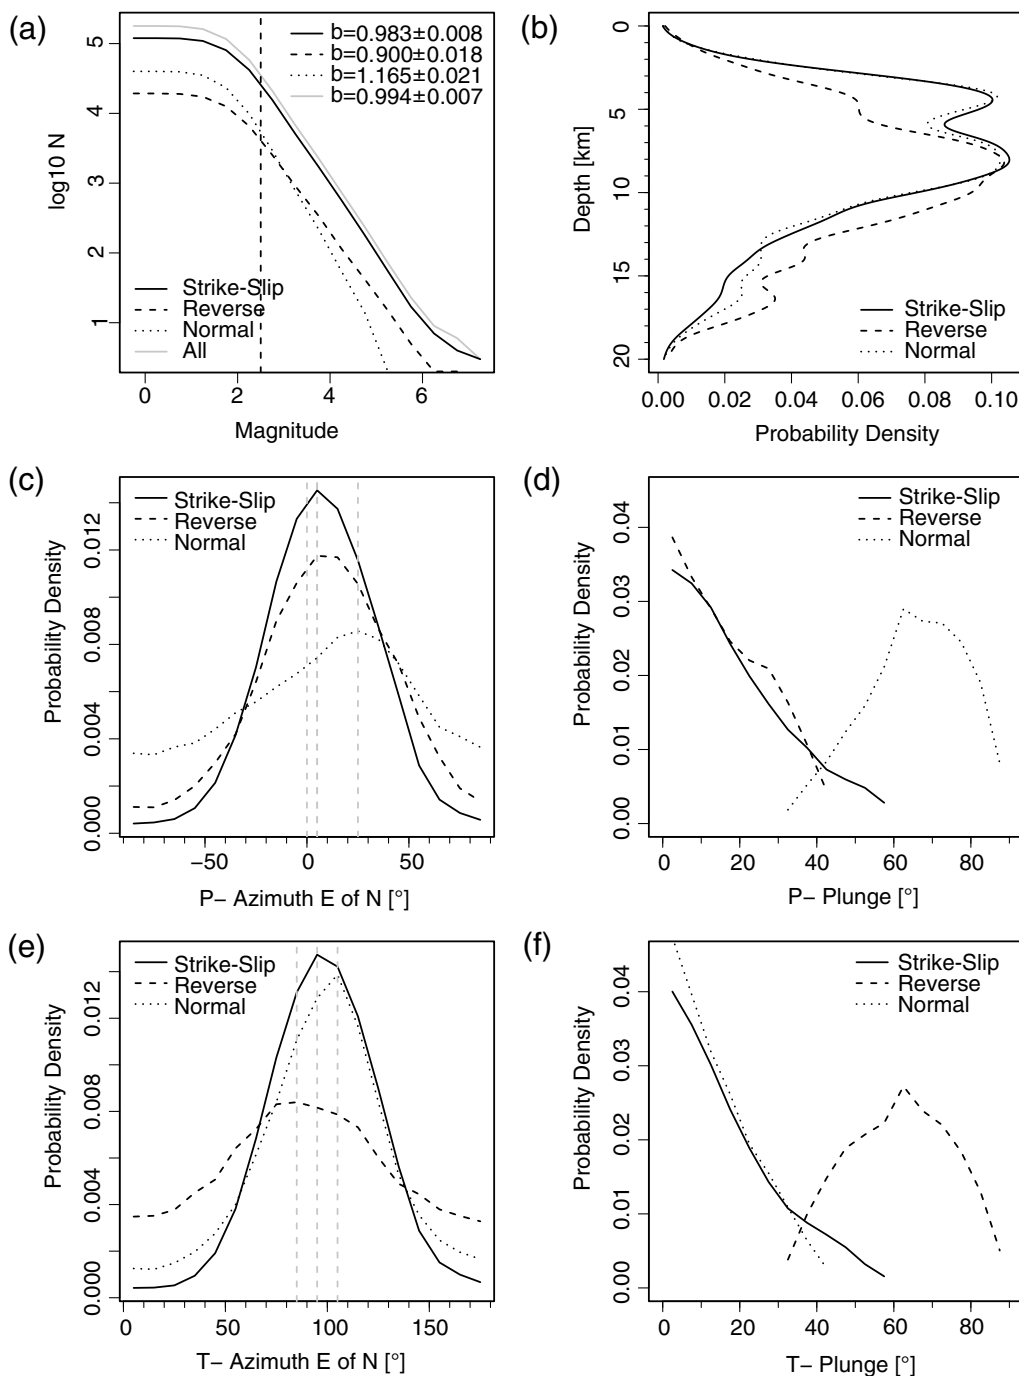 (a)
b=0.983±0.008
b=0.900±0.018
b=1.165±0.021
b=0.994±0.007
Strike-Slip
Reverse
Normal
All
log10 N
1 2 3 4 5
0 2 4 6
Magnitude
(b)
Strike-Slip
Reverse
Normal
Depth [km]
0 5 10 15 20
0.00 0.02 0.04 0.06 0.08 0.10
Probability Density
(c)
Strike-Slip
Reverse
Normal
Probability Density
0.000 0.004 0.008 0.012
−50 0 50
P− Azimuth E of N [°]
(d)
Strike-Slip
Reverse
Normal
Probability Density
0.00 0.01 0.02 0.03 0.04
0 20 40 60 80
P− Plunge [°]
(e)
Strike-Slip
Reverse
Normal
Probability Density
0.000 0.004 0.008 0.012
0 50 100 150
T− Azimuth E of N [°]
(f)
Strike-Slip
Reverse
Normal
Probability Density
0.00 0.01 0.02 0.03 0.04
0 20 40 60 80
T− Plunge [°]